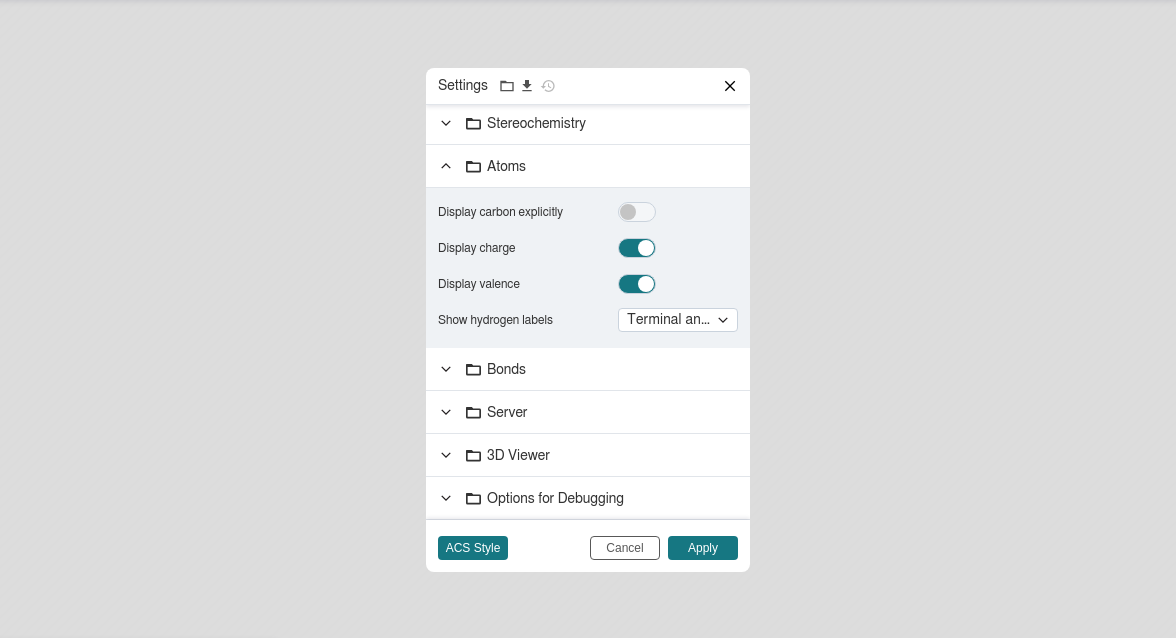 Settings
Stereochemistry
Atoms
Display carbon explicitly
Display charge
Display valence
Show hydrogen labels Terminal an...
Bonds
Server
3D Viewer
Options for Debugging
ACS Style Cancel Apply